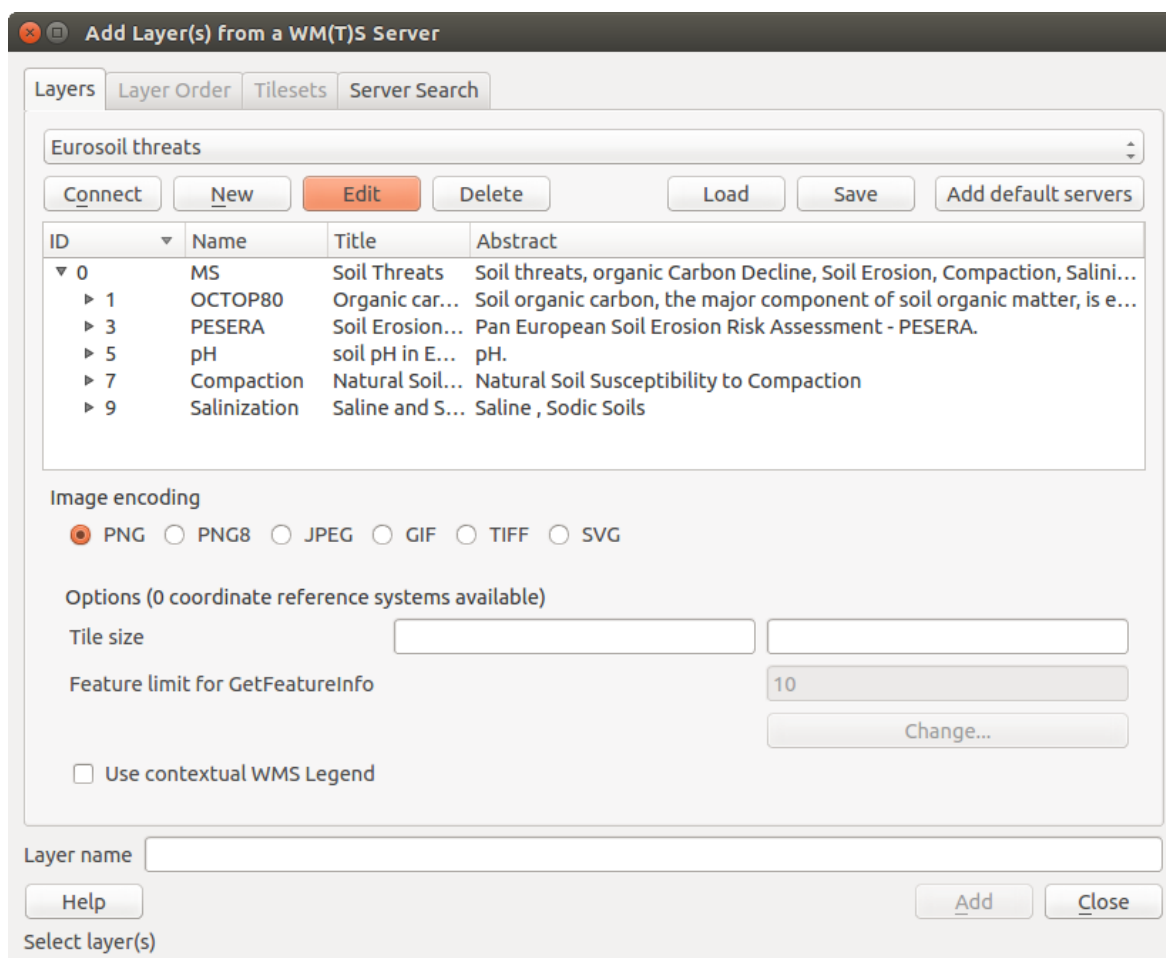 Add Layer(s) from a WM(T)S Server
Layers Layer Order Tilesets Server Search
Eurosoil threats
Connect New Edit Delete Load Save Add default servers
ID Name Title Abstract
0 MS Soil Threats Soil threats, organic Carbon Decline, Soil Erosion, Compaction, Salini...
1 OCTOP80 Organic car... Soil organic carbon, the major component of soil organic matter, is e...
3 PESERA Soil Erosion... Pan European Soil Erosion Risk Assessment - PESERA.
5 pH soil pH in E... pH.
7 Compaction Natural Soil... Natural Soil Susceptibility to Compaction
9 Salinization Saline and S... Saline , Sodic Soils
Image encoding
PNG PNG8 JPEG GIF TIFF SVG
Options (0 coordinate reference systems available)
Tile size
Feature limit for GetFeatureInfo 10
Change...
Use contextual WMS Legend
Layer name
Help Add Close
Select layer(s)